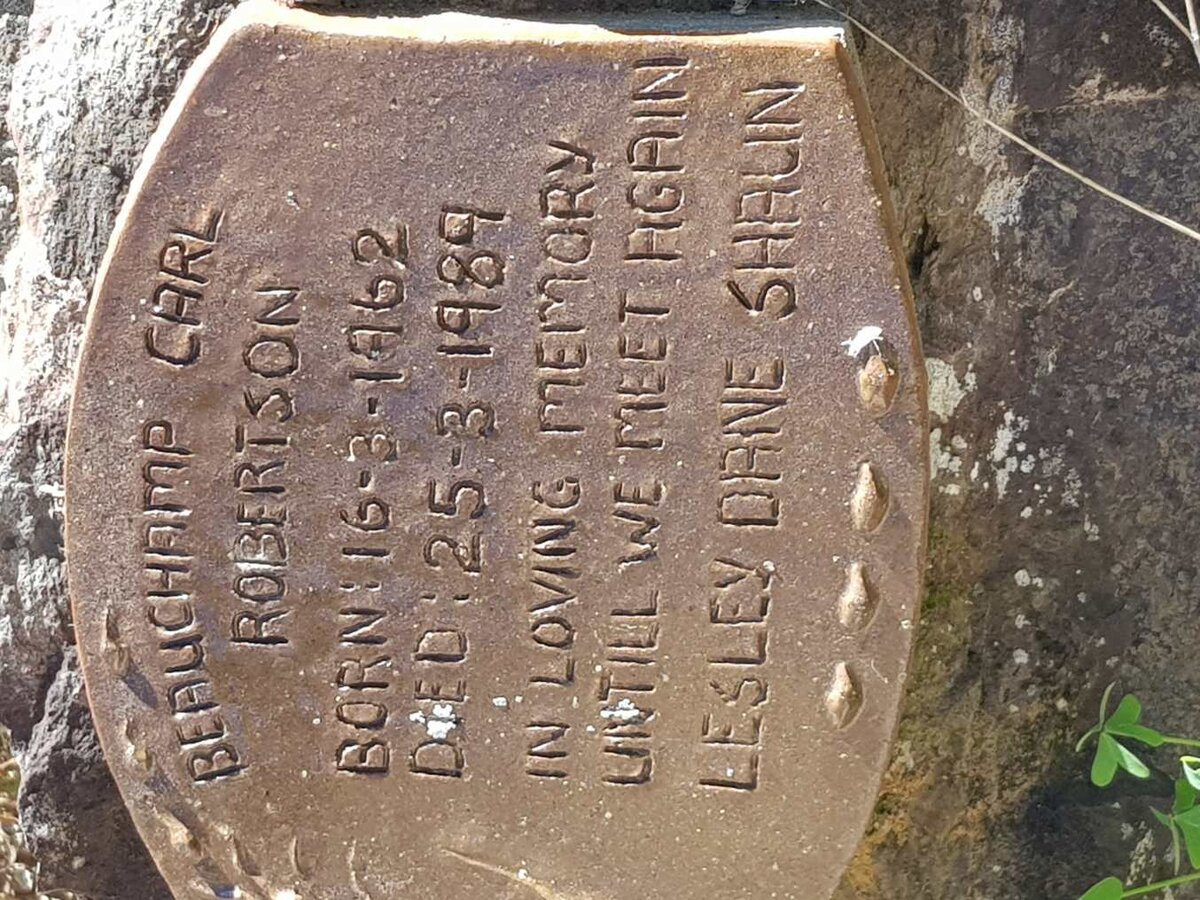 BEAUCHAMP CARL
ROBERTSON
BORN: 16-3-1962
DIED: 25-3-1989
IN LOVING MEMORY
UNTILL WE MEET AGAIN
LESLEY DANE SHAUN